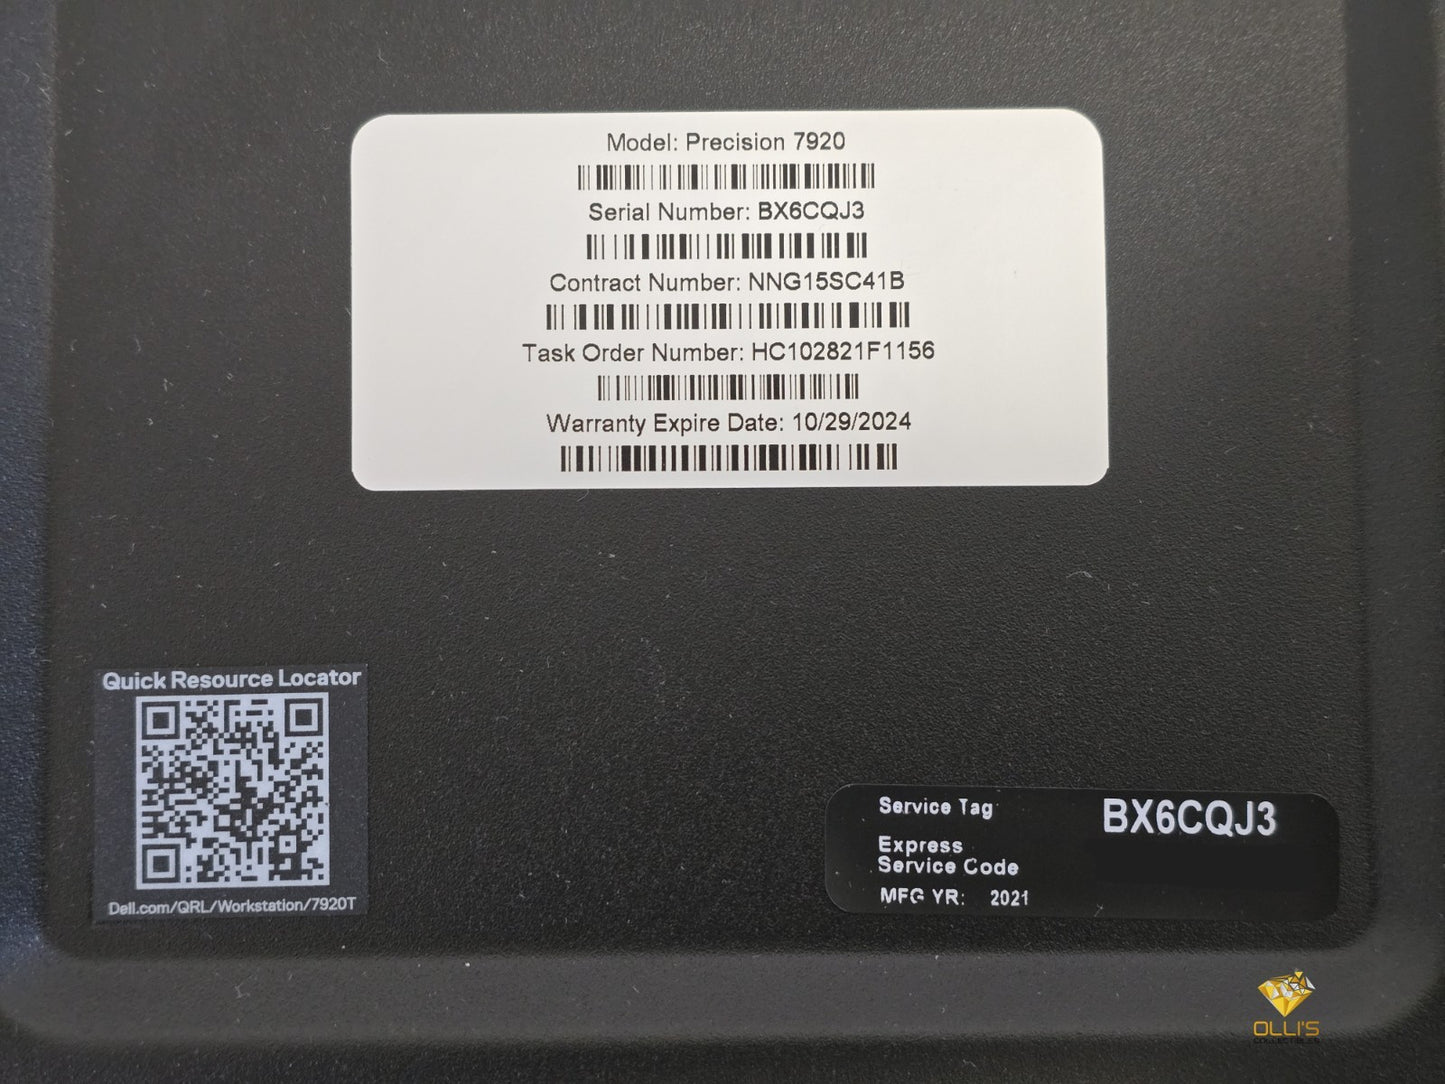 Model: Precision 7920
Serial Number: BX6CQJ3
Contract Number: NNG15SC41B
Task Order Number: HC102821F1156
Warranty Expire Date: 10/29/2024
Quick Resource Locator
Dell.com/QRL/Workstation/7920T
Service Tag BX6CQJ3
Express
Service Code
MFG YR: 2021
OLLI'S
COLLECTIBLES